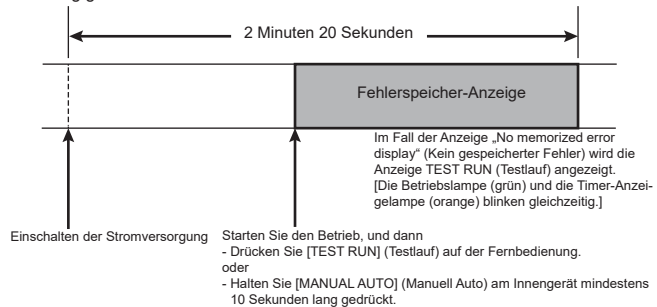 2 Minuten 20 Sekunden
Fehlerspeicher-Anzeige
Im Fall der Anzeige „No memorized error
display“ (Kein gespeicherter Fehler) wird die
Anzeige TEST RUN (Testlauf) angezeigt.
[Die Betriebslampe (grün) und die Timer-Anzei-
gelampe (orange) blinken gleichzeitig.]
Einschalten der Stromversorgung
Starten Sie den Betrieb, und dann
- Drücken Sie [TEST RUN] (Testlauf) auf der Fernbedienung.
oder
- Halten Sie [MANUAL AUTO] (Manuell Auto) am Innengerät mindestens
10 Sekunden lang gedrückt.